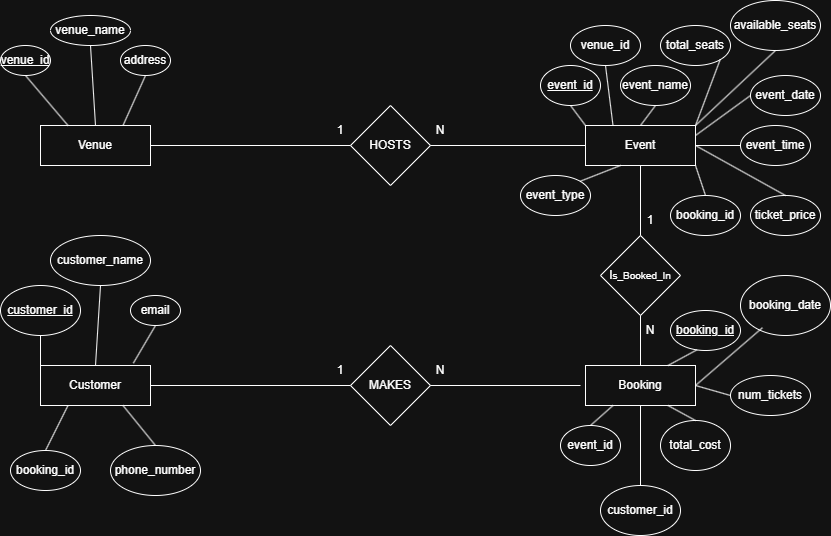 available_seats
venue_name
venue_id
total_seats
venue_id
address
event_id
event_name
event_date
1
N
Venue
HOSTS
Event
event_time
event_type
booking_id
ticket_price
1
customer_name
Is_Booked_In
customer_id
email
booking_date
N
booking_id
1
N
Customer
MAKES
Booking
num_tickets
event_id
total_cost
booking_id
phone_number
customer_id